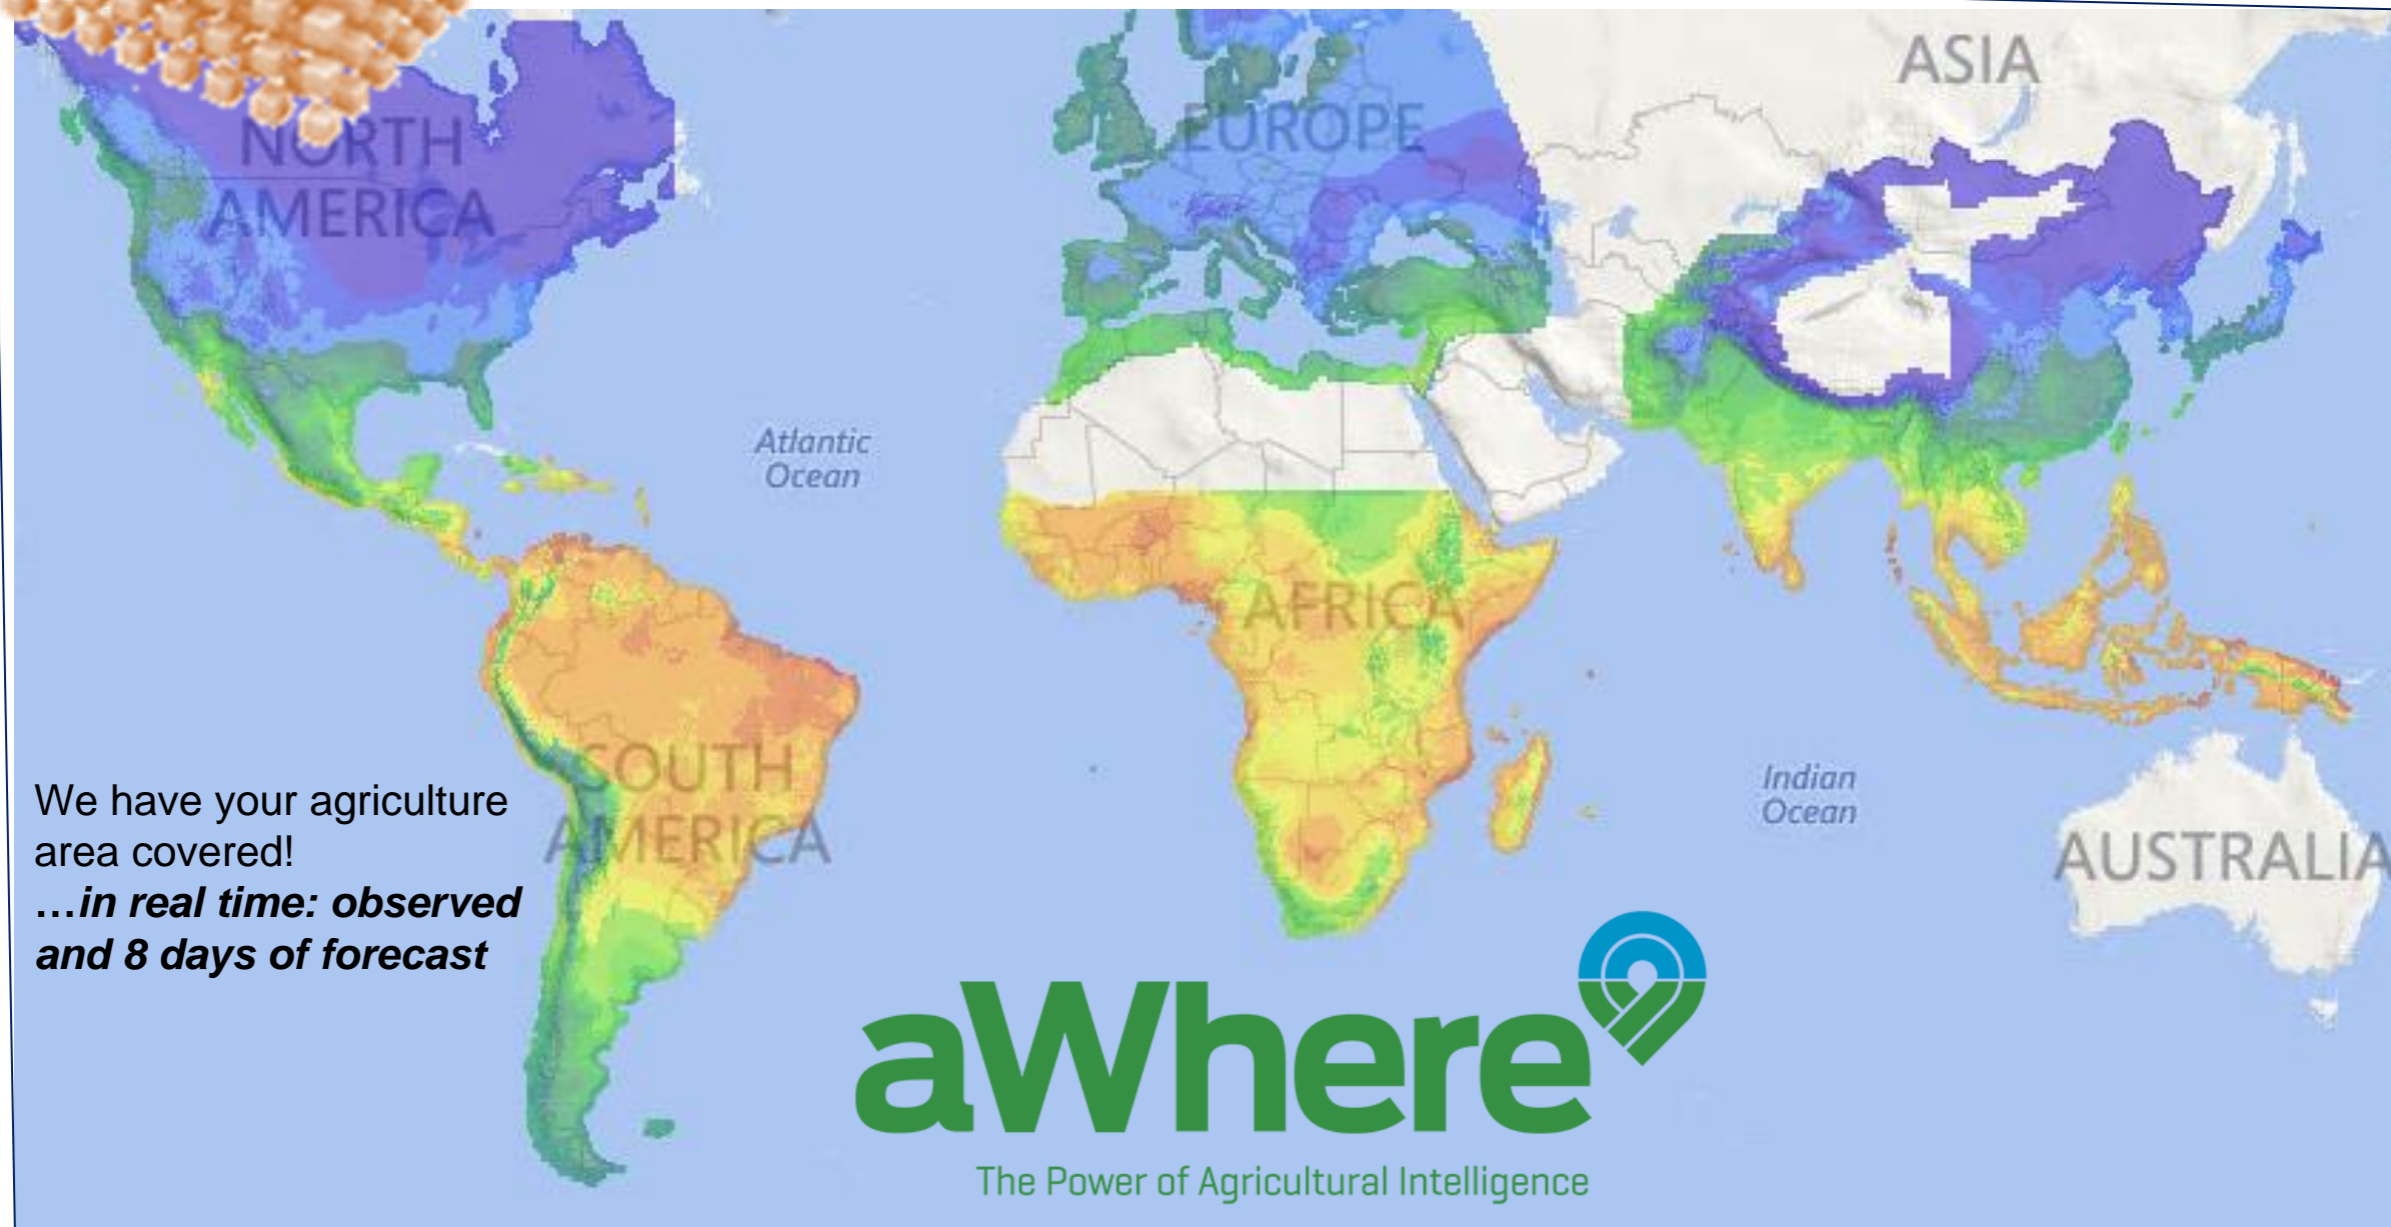 ASIA
NORTH
AMERICA
EUROPE
Atlantic
Ocean
AFRICA
SOUTH
AMERICA
Indian
Ocean
AUSTRALIA
We have your agriculture
area covered!
…in real time: observed
and 8 days of forecast
aWhere
The Power of Agricultural Intelligence